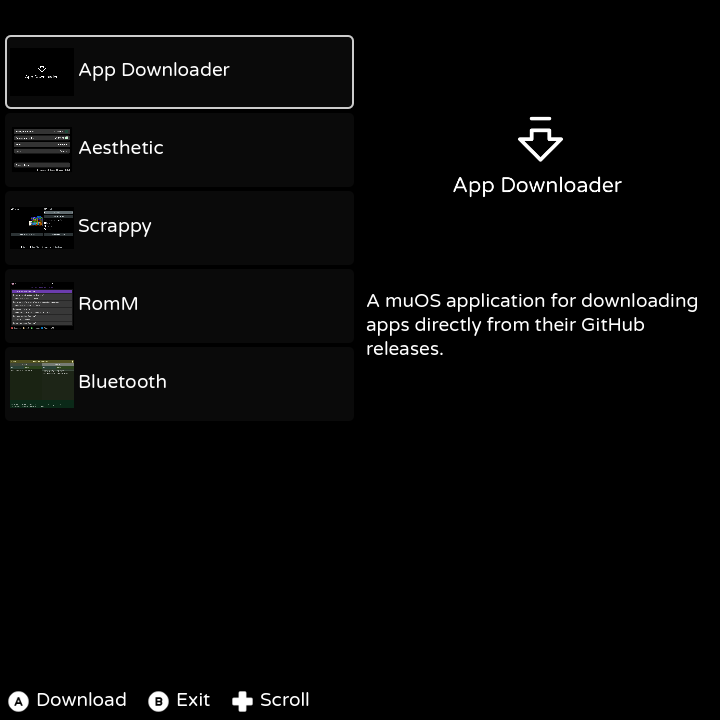 App Downloader
Aesthetic
Scrappy
RomM
Bluetooth
App Downloader
A muOS application for downloading
apps directly from their GitHub
releases.
A Download B Exit Scroll